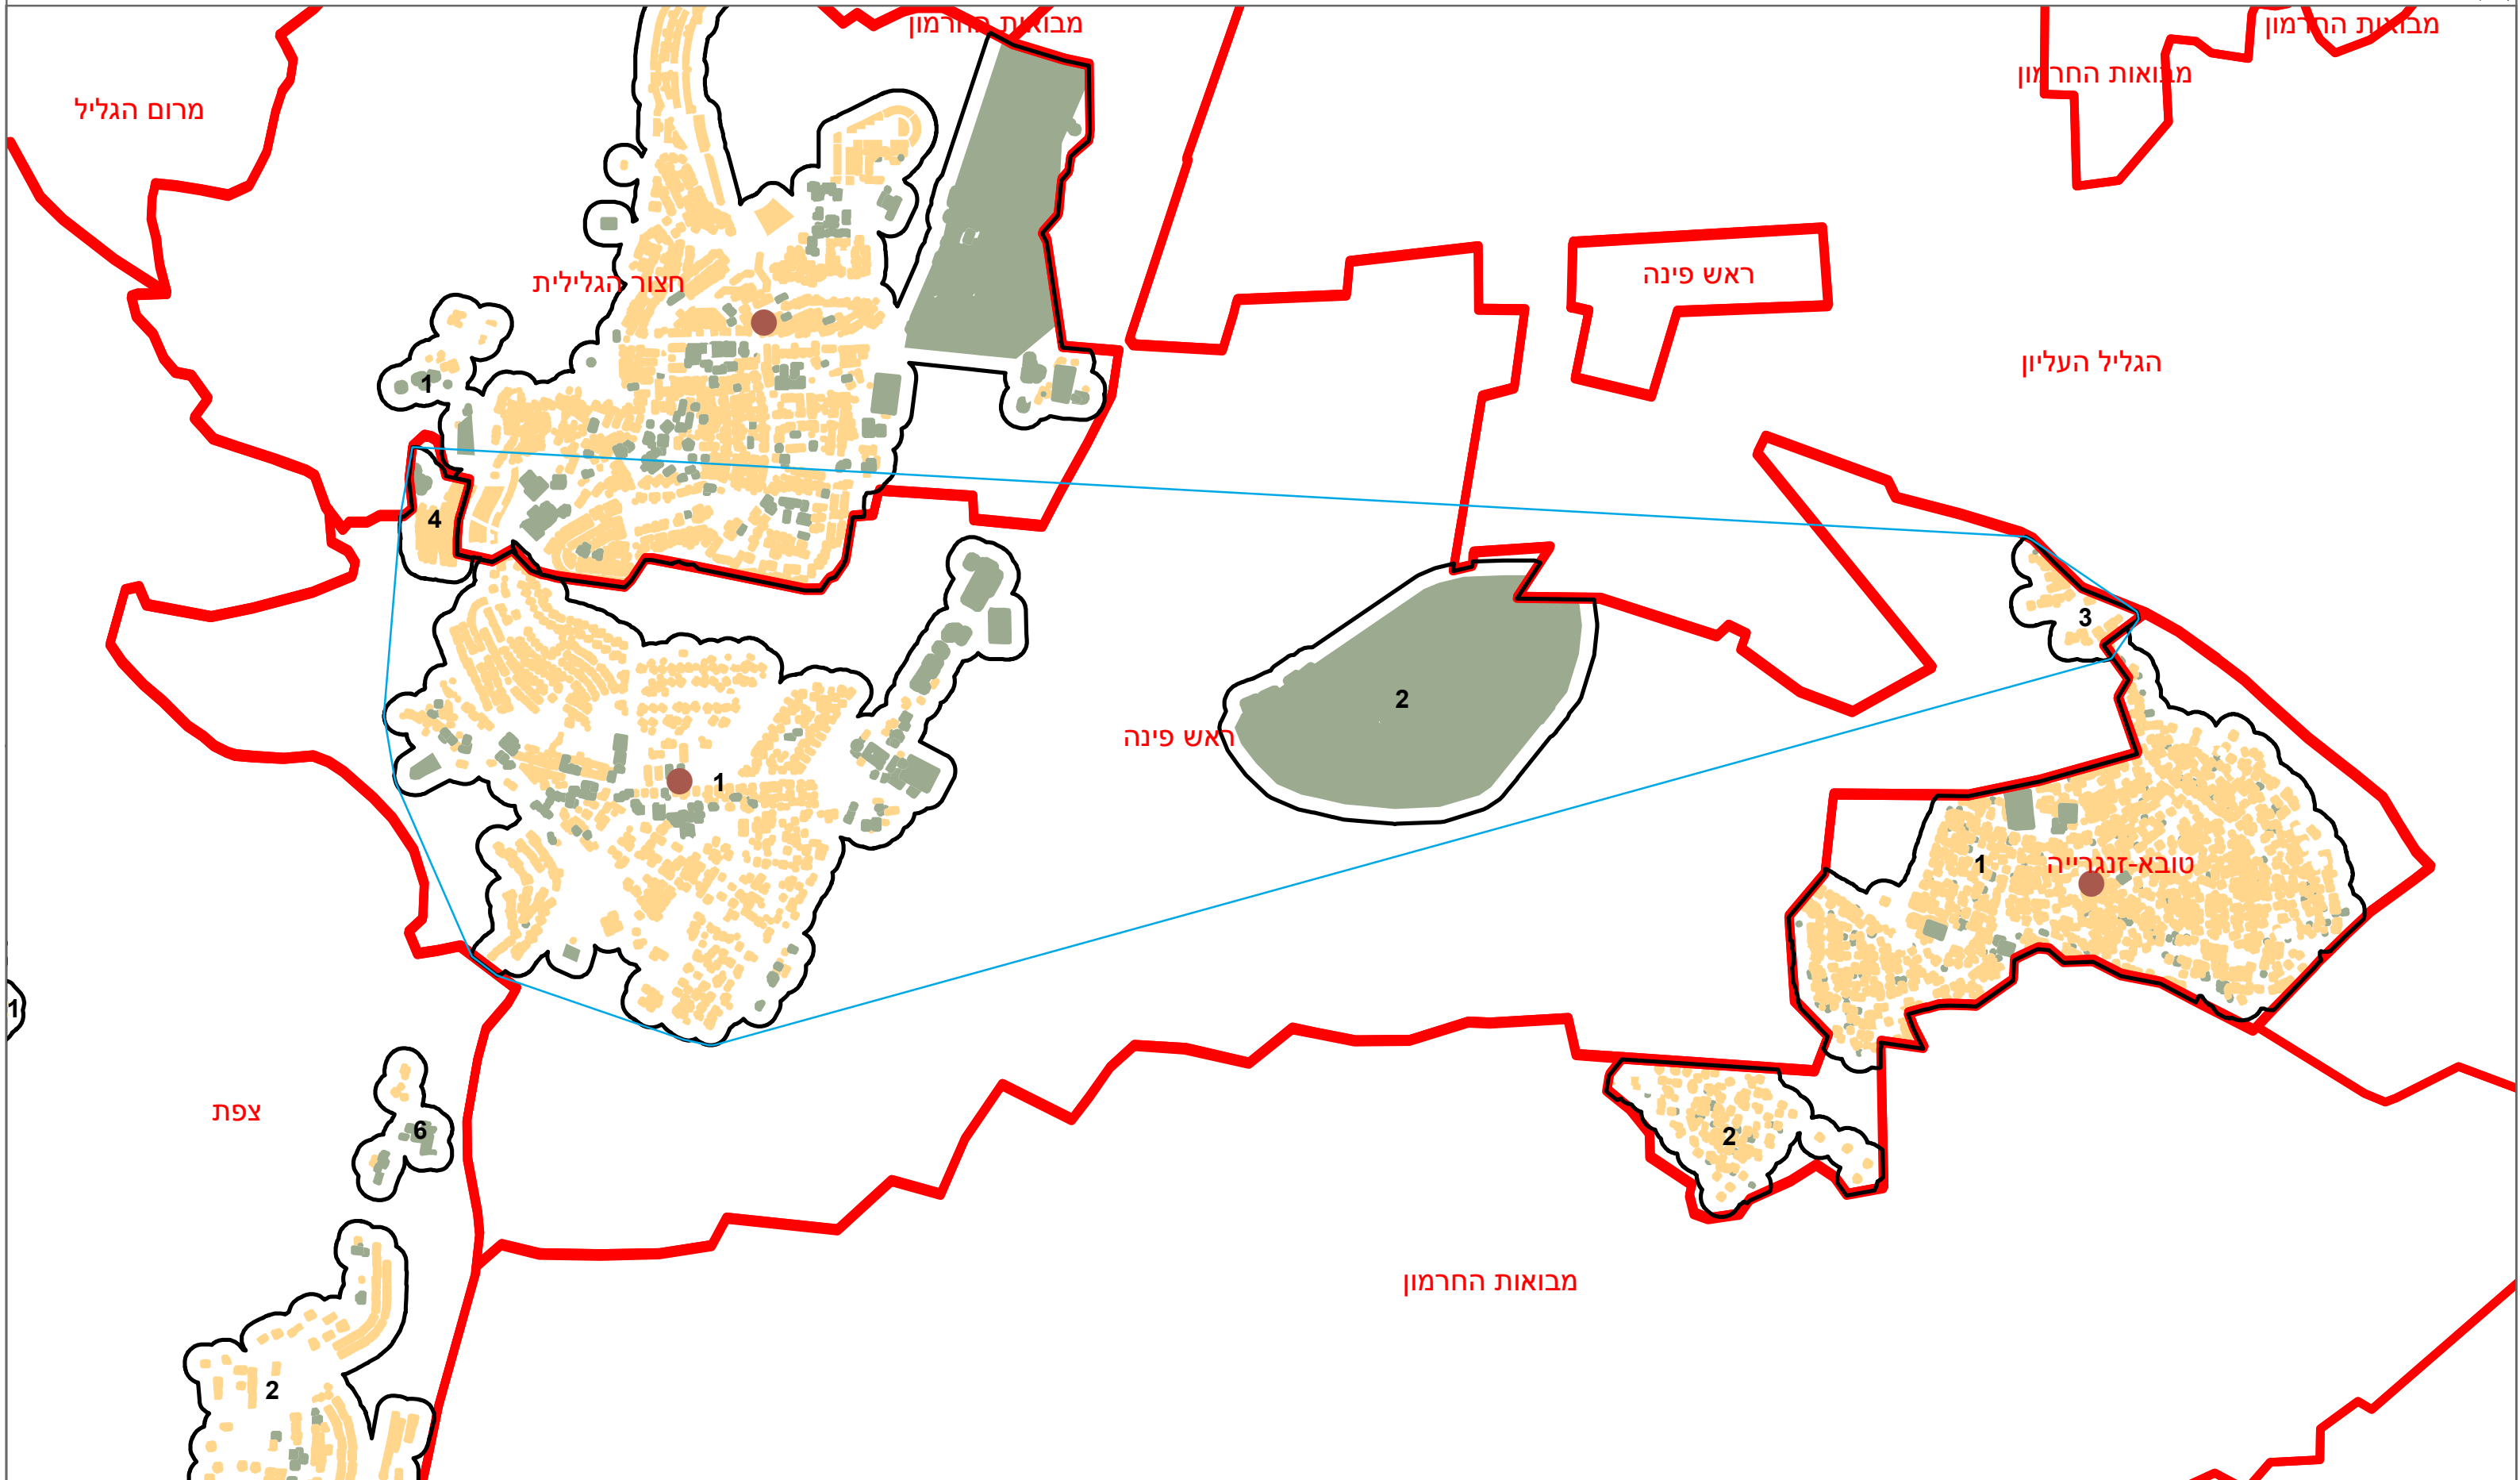 מבואות החרמון
מבואות החרמון
מבואות החרמון
מרום הגליל
חצור הגלילית
ראש פינה
הגליל העליון
1
4
3
2
ראש פינה
1
1
טובא-זנגרייה
1
צפת
6
2
מבואות החרמון
2